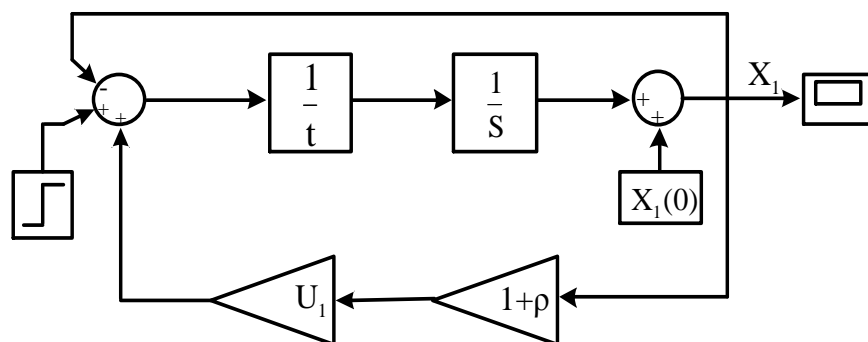 -
+
+
1
t
1
S
+
+
X₁
X₁(0)
U₁
1+ρ